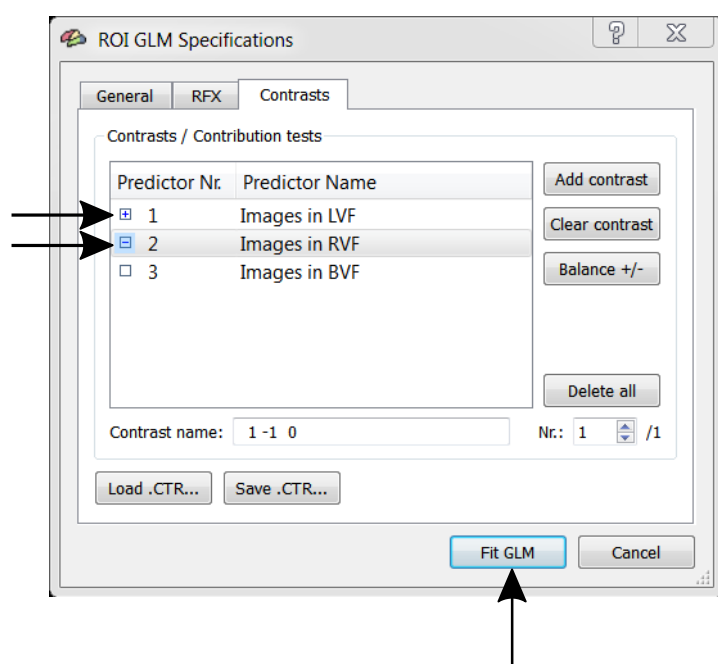 ROI GLM Specifications
General RFX Contrasts
Contrasts / Contribution tests
Predictor Nr. Predictor Name
1 Images in LVF
2 Images in RVF
3 Images in BVF
Add contrast
Clear contrast
Balance +/-
Delete all
Contrast name: 1 -1 0 Nr.: 1 /1
Load .CTR... Save .CTR...
Fit GLM Cancel